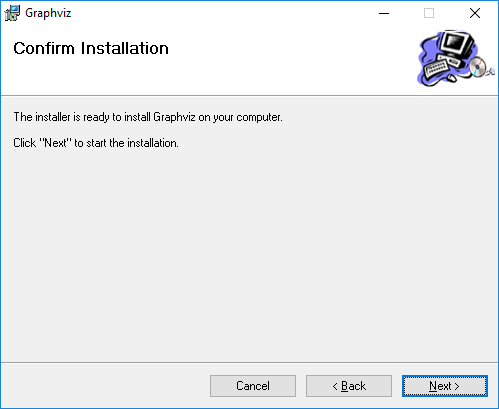 Graphviz
Confirm Installation
The installer is ready to install Graphviz on your computer.
Click "Next" to start the installation.
Cancel
< Back
Next >